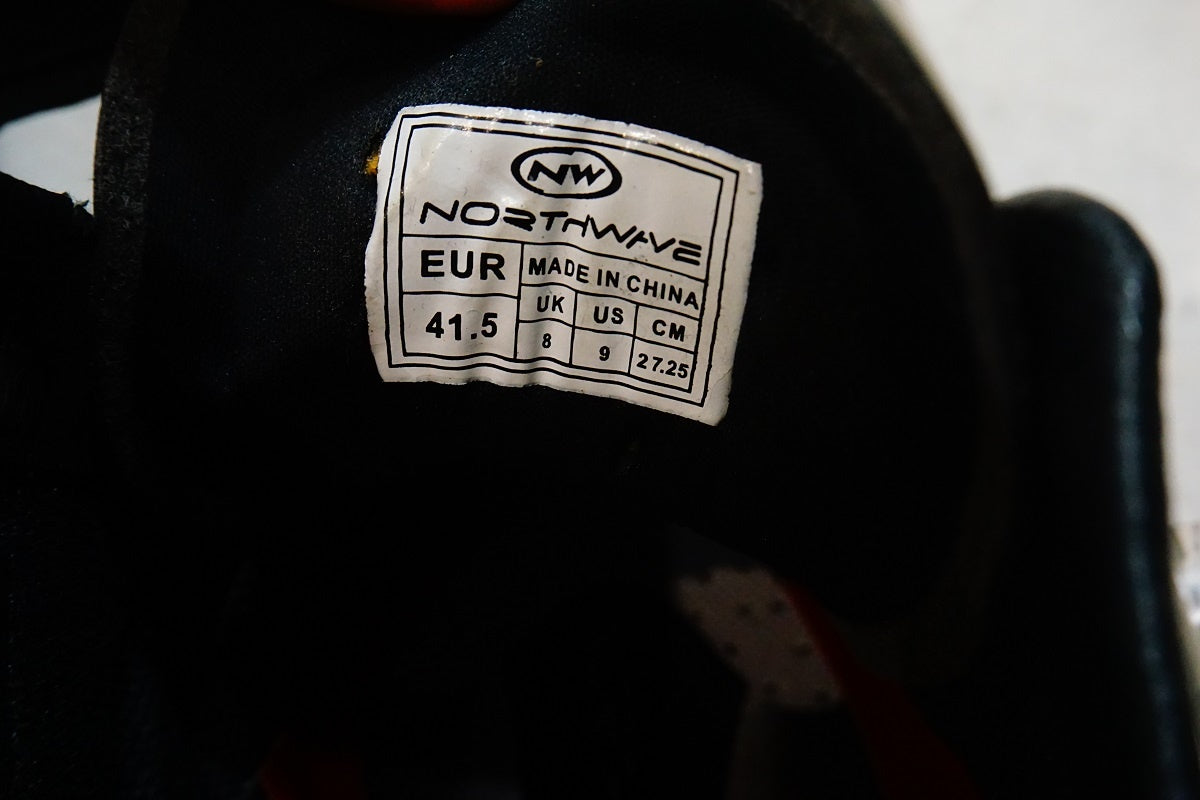 NW
NORTHWAVE
EUR MADE IN CHINA
UK US CM
41.5
8 9 27.25